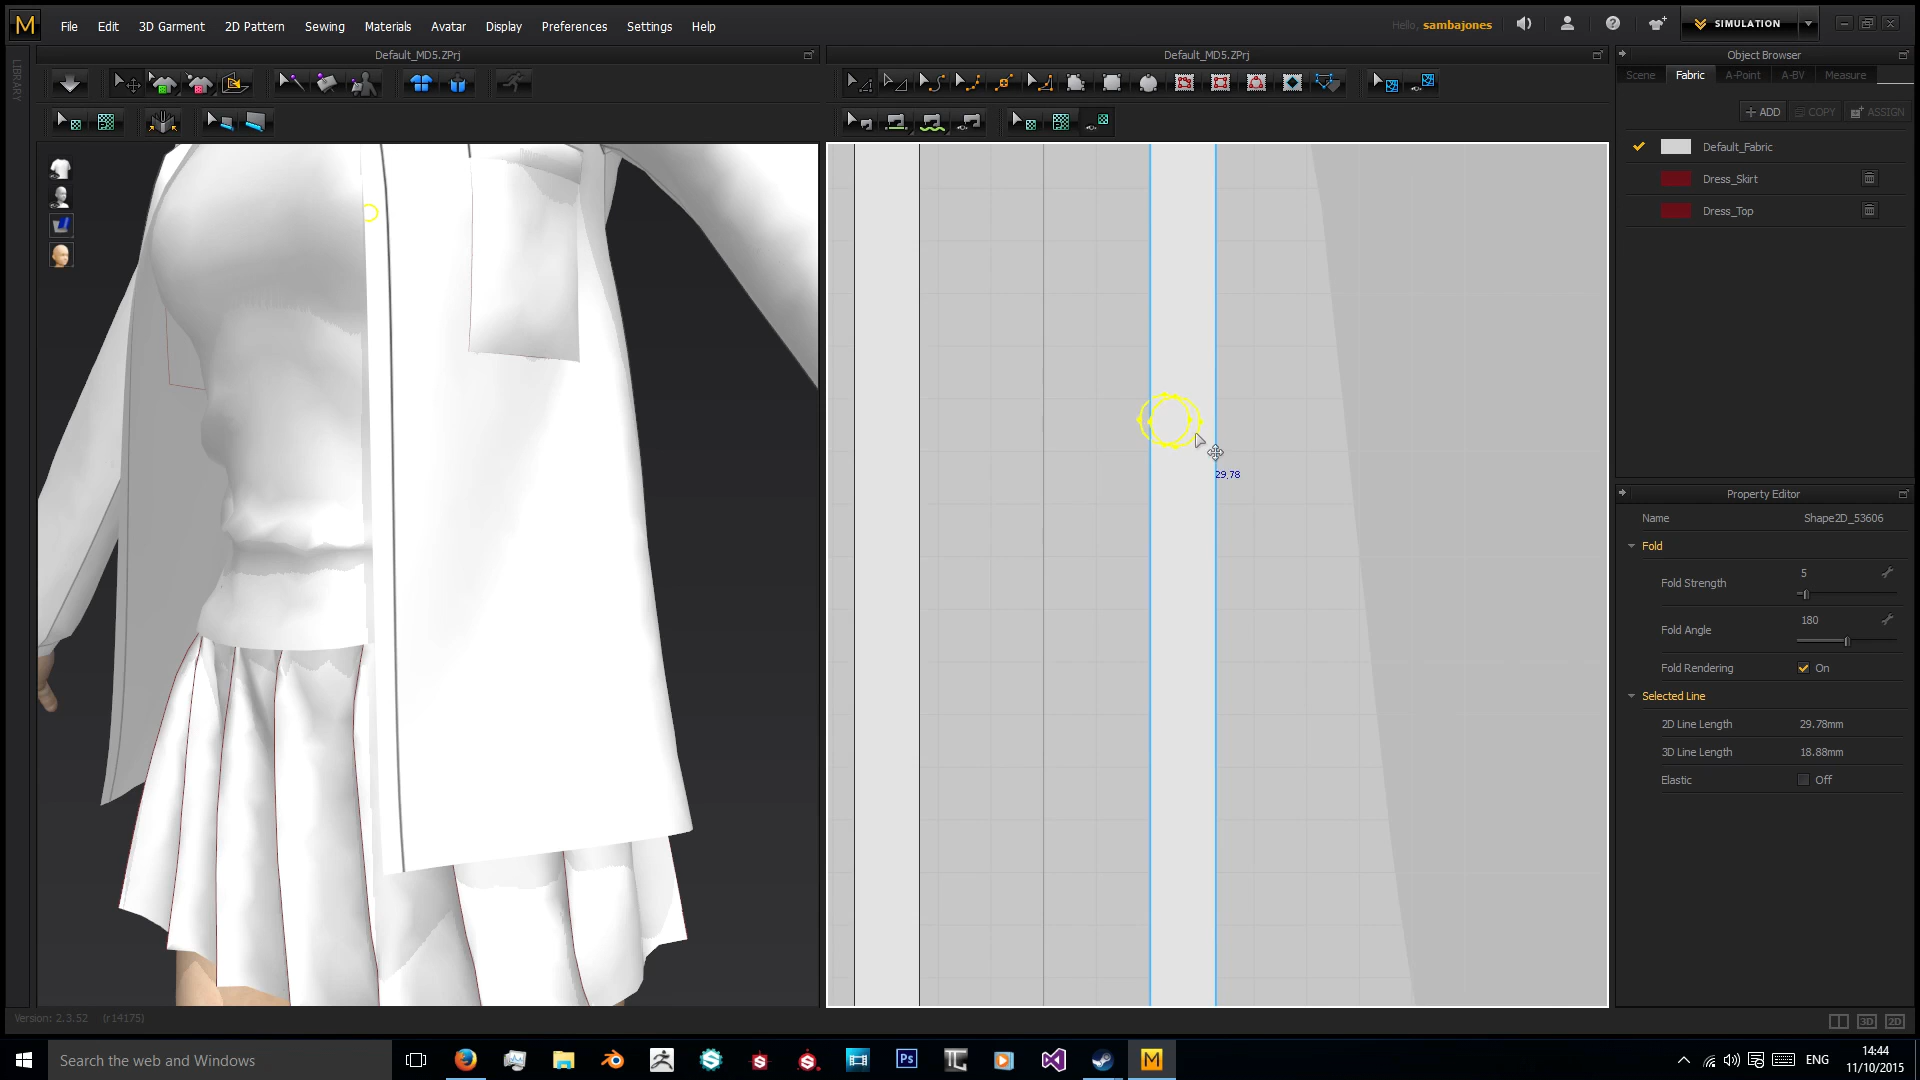 M File Edit 3D Garment 2D Pattern Sewing Materials Avatar Display Preferences Settings Help Hello, sambajones SIMULATION
Default_MD5.ZPrj Default_MD5.ZPrj Object Browser
LIBRARY
Scene Fabric A-Point A-BV Measure
ADD COPY ASSIGN
Default_Fabric
Dress_Skirt
Dress_Top
29.78
Property Editor
Name Shape2D_53606
Fold
Fold Strength 5
Fold Angle 180
Fold Rendering On
Selected Line
2D Line Length 29.78mm
3D Line Length 18.88mm
Elastic Off
Version: 2.3.52 (r14175)
3D 2D
Search the web and Windows
Ps
M
ENG
14:44
11/10/2015